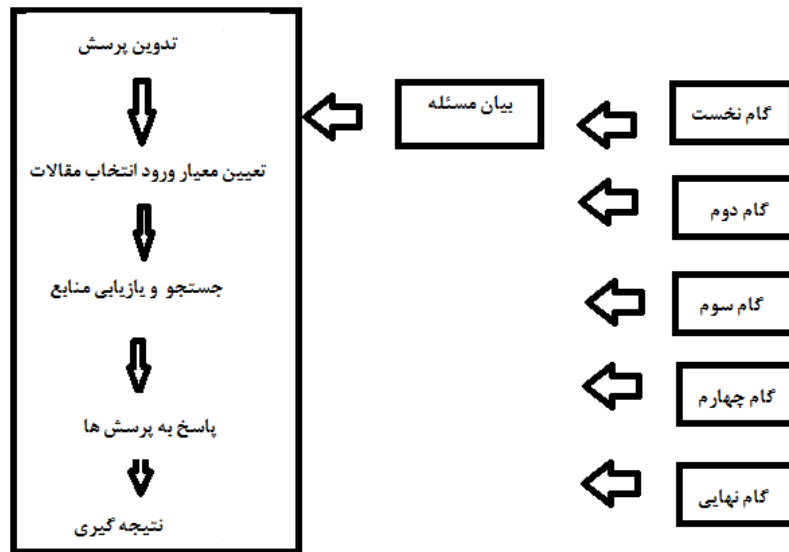 گام نخست
بیان مسئله
تدوین پرسش
تعیین معیار ورود انتخاب مقالات
گام دوم
جستجو و یازیابی منابع
گام سوم
پاسخ به پرسش ها
گام چهارم
نتیجه گیری
گام نهایی